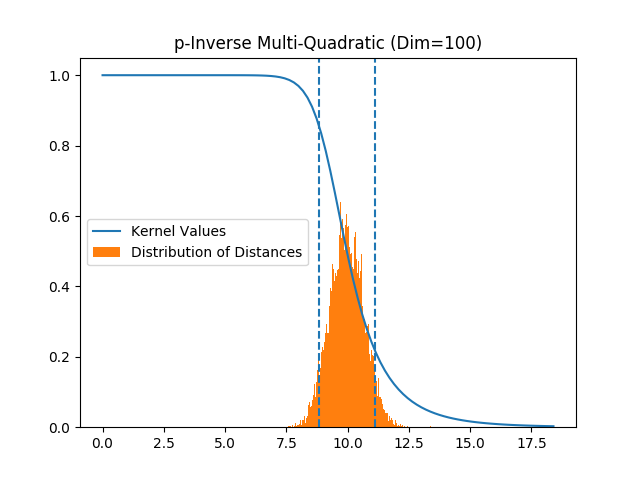 p-Inverse Multi-Quadratic (Dim=100)
1.0
0.8
0.6
Kernel Values
Distribution of Distances
0.4
0.2
0.0
0.0 2.5 5.0 7.5 10.0 12.5 15.0 17.5